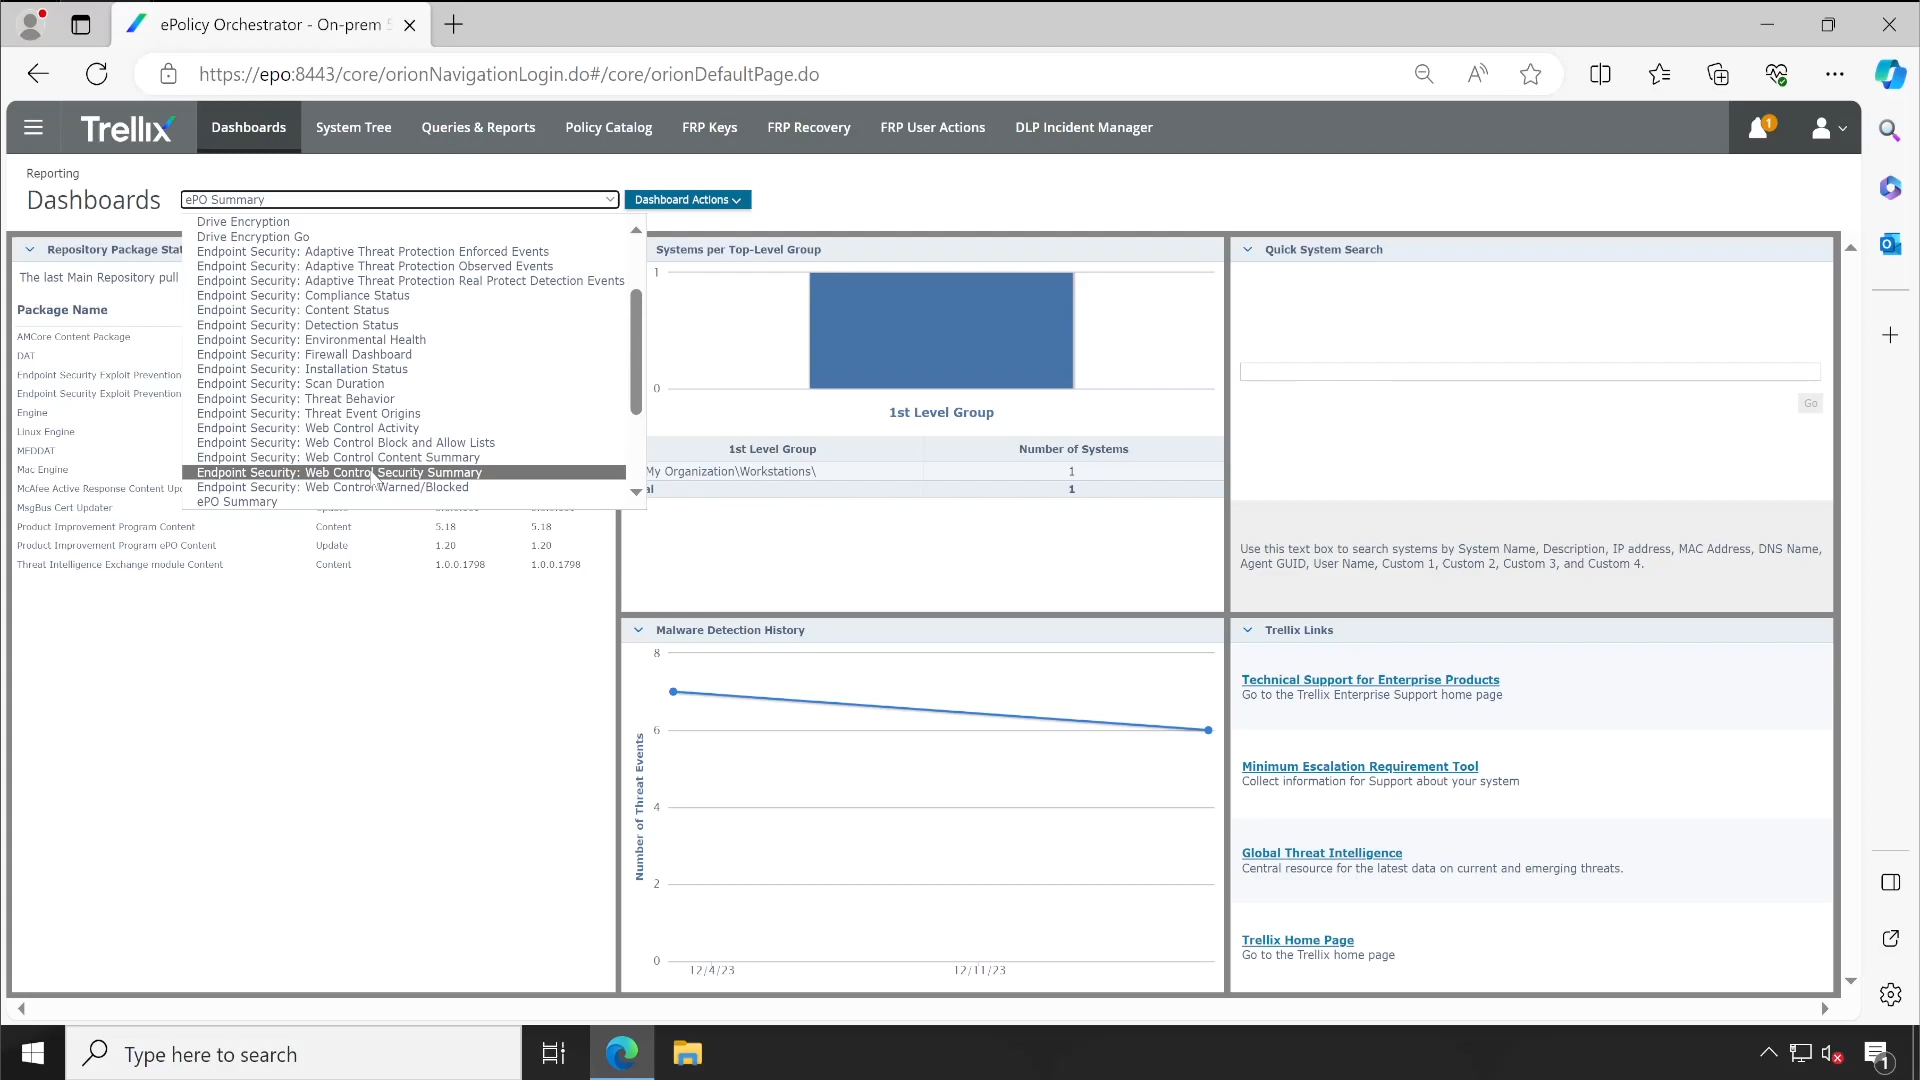 ePolicy Orchestrator - On-prem
https://epo:8443/core/orionNavigationLogin.do#/core/orionDefaultPage.do
Trellix
Dashboards
System Tree
Queries & Reports
Policy Catalog
FRP Keys
FRP Recovery
FRP User Actions
DLP Incident Manager
1
Reporting
Dashboards
ePO Summary
Dashboard Actions
Drive Encryption
Drive Encryption Go
Endpoint Security: Adaptive Threat Protection Enforced Events
Endpoint Security: Adaptive Threat Protection Observed Events
Endpoint Security: Adaptive Threat Protection Real Protect Detection Events
Endpoint Security: Compliance Status
Endpoint Security: Content Status
Endpoint Security: Detection Status
Endpoint Security: Environmental Health
Endpoint Security: Firewall Dashboard
Endpoint Security: Installation Status
Endpoint Security: Scan Duration
Endpoint Security: Threat Behavior
Endpoint Security: Threat Event Origins
Endpoint Security: Web Control Activity
Endpoint Security: Web Control Block and Allow Lists
Endpoint Security: Web Control Content Summary
Endpoint Security: Web Control Security Summary
Endpoint Security: Web Control Warned/Blocked
ePO Summary
Repository Package Stat
The last Main Repository pull
Package Name
AMCore Content Package
DAT
Endpoint Security Exploit Prevention
Endpoint Security Exploit Prevention
Engine
Linux Engine
MEDDAT
Mac Engine
McAfee Active Response Content Upd
MsgBus Cert Updater
Product Improvement Program Content Content 5.18 5.18
Product Improvement Program ePO Content Update 1.20 1.20
Threat Intelligence Exchange module Content Content 1.0.0.1798 1.0.0.1798
Systems per Top-Level Group
1
0
1st Level Group
1st Level Group Number of Systems
My Organization\Workstations\ 1
al 1
Quick System Search
Go
Use this text box to search systems by System Name, Description, IP address, MAC Address, DNS Name,
Agent GUID, User Name, Custom 1, Custom 2, Custom 3, and Custom 4.
Malware Detection History
Number of Threat Events
8
6
4
2
0
12/4/23 12/11/23
Trellix Links
Technical Support for Enterprise Products
Go to the Trellix Enterprise Support home page
Minimum Escalation Requirement Tool
Collect information for Support about your system
Global Threat Intelligence
Central resource for the latest data on current and emerging threats.
Trellix Home Page
Go to the Trellix home page
Type here to search
1